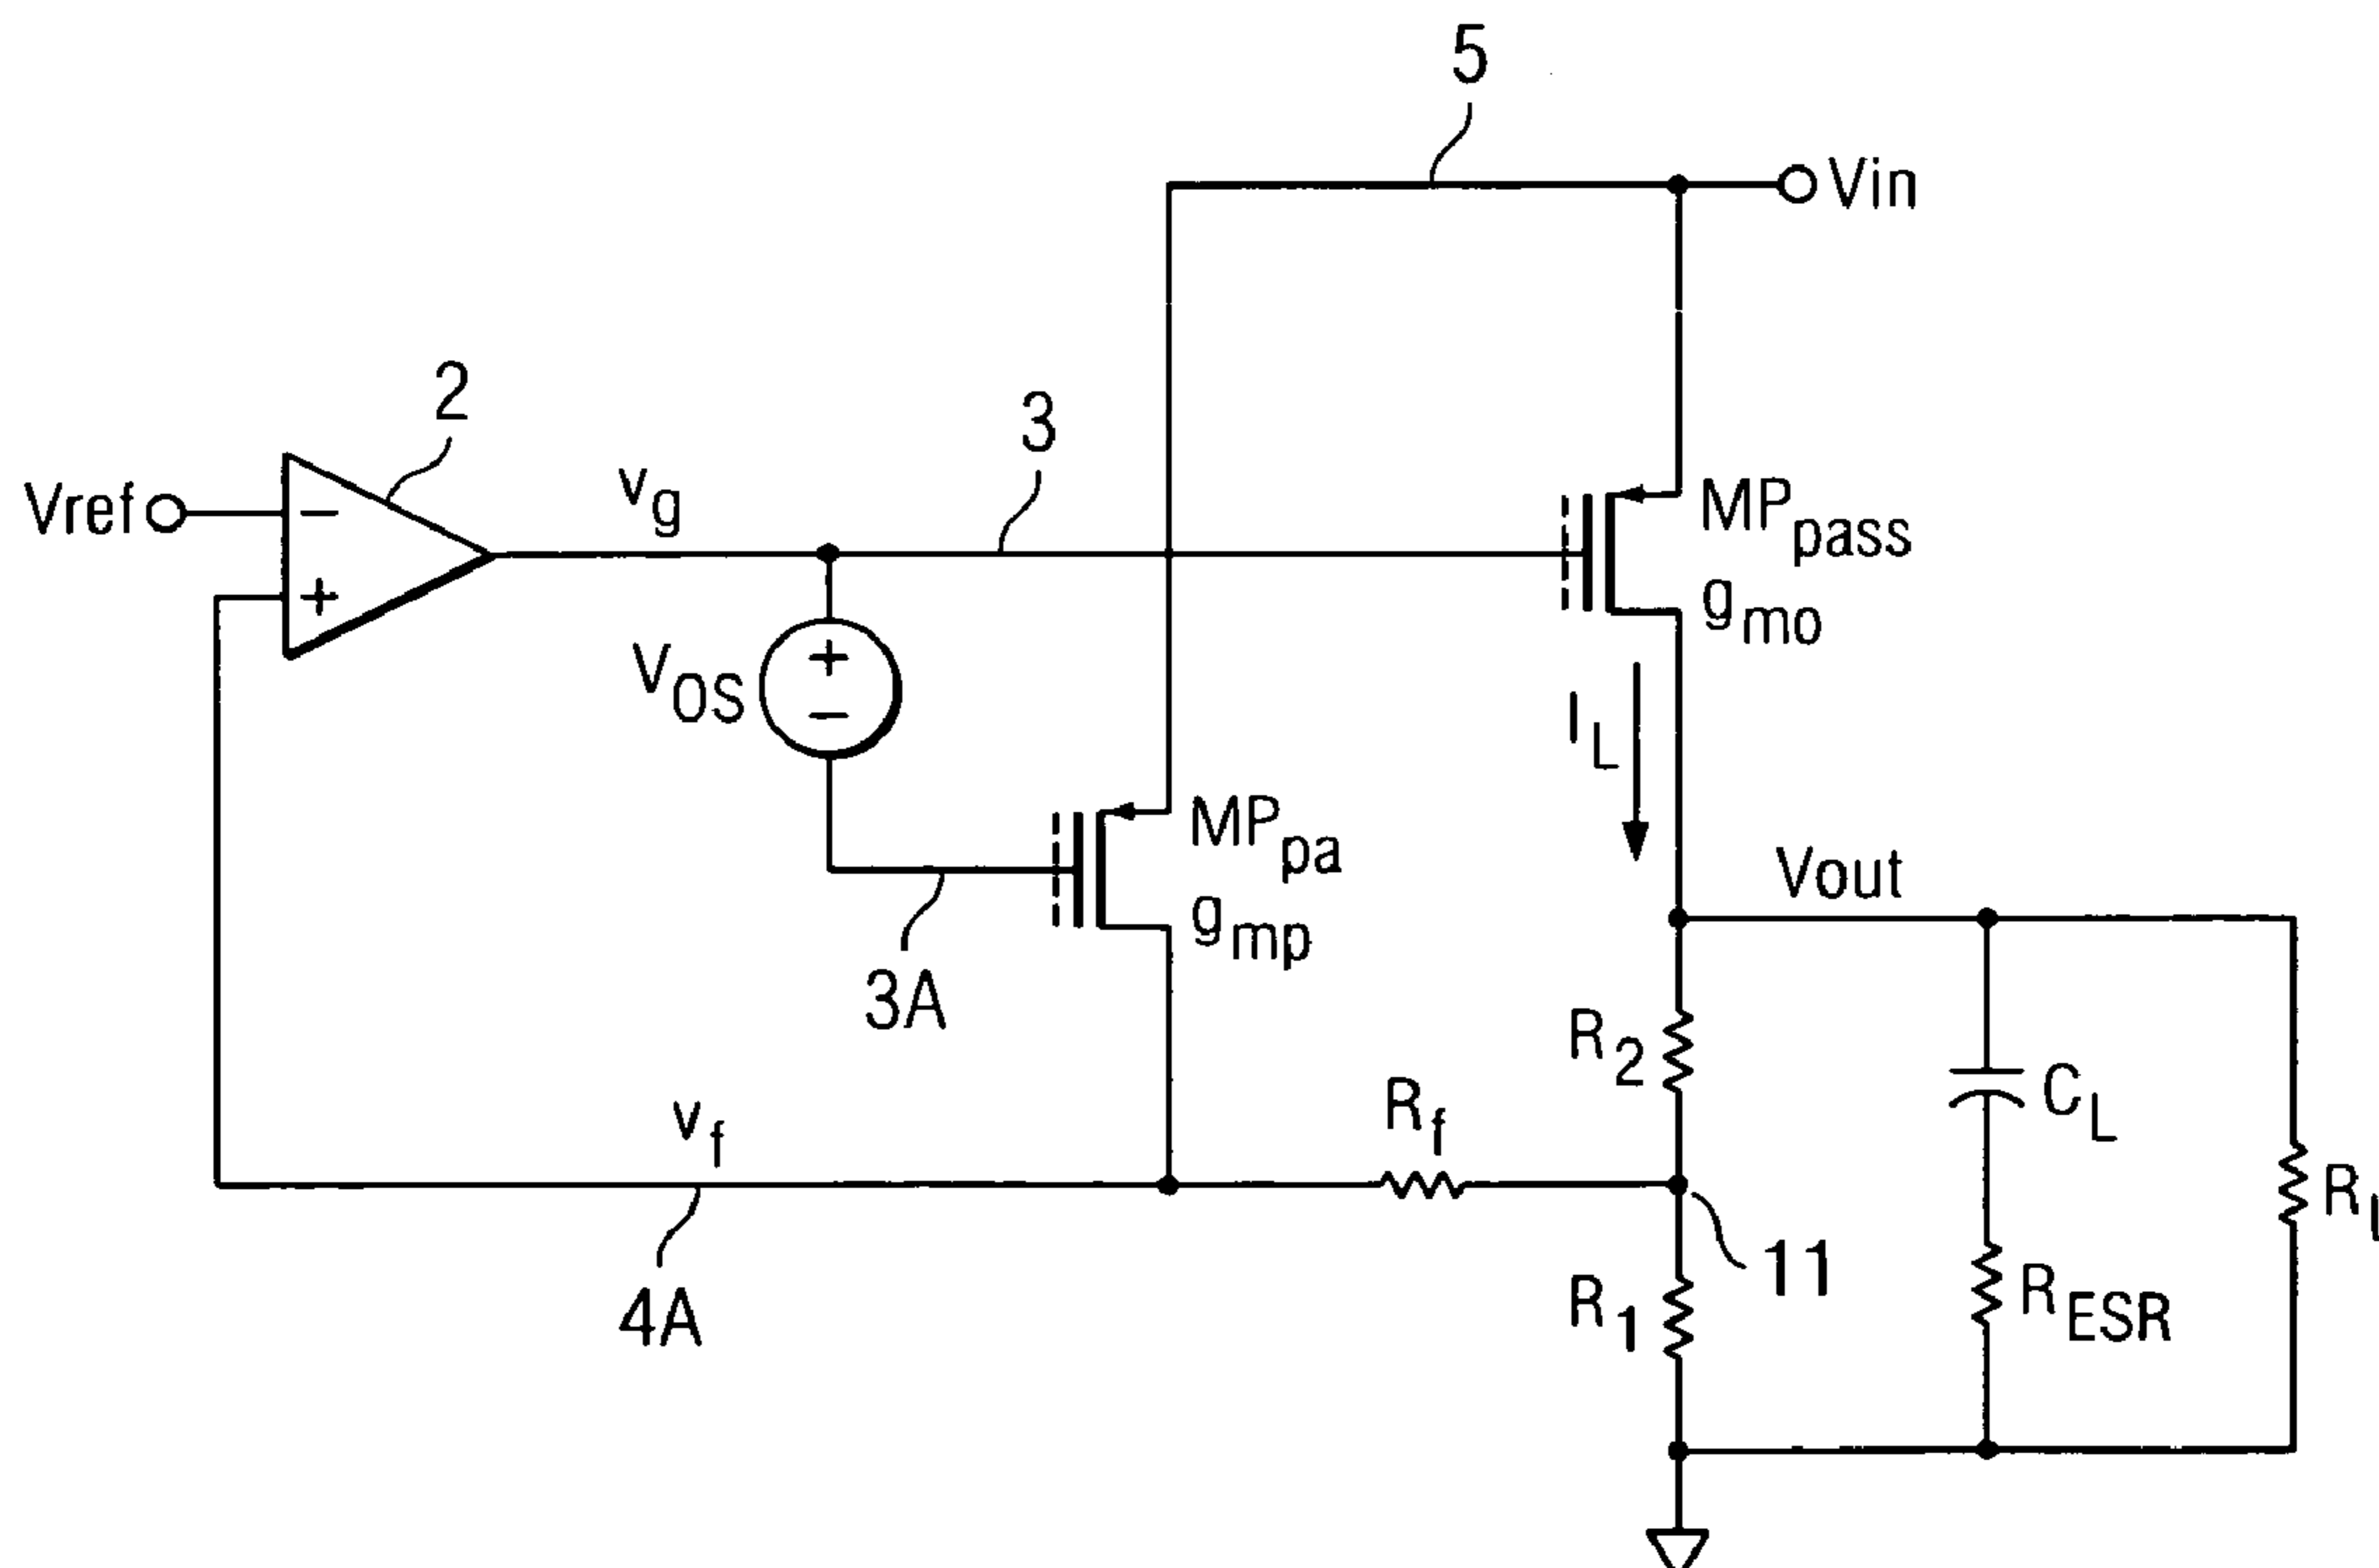 5
Vin
2
3
Vref
−
+
vg
MPpass
gmo
VOS
+
−
IL
MPpa
gmp
3A
Vout
R2
CL
vf
Rf
11
4A
R1
RESR